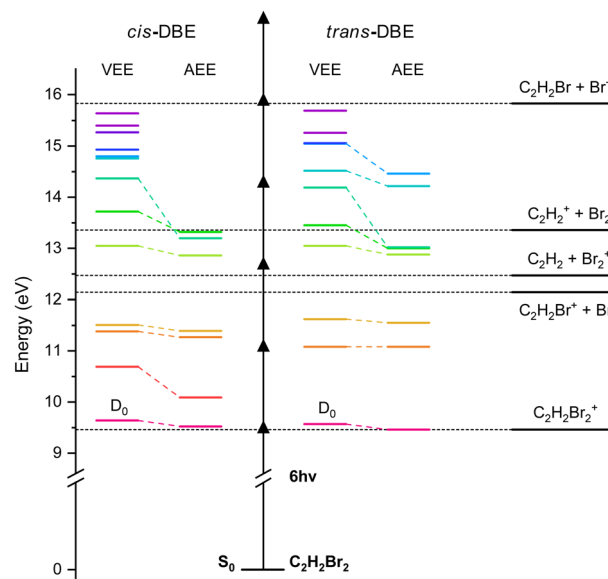 cis-DBE trans-DBE
VEE AEE VEE AEE
16
15
14
13
12
11
10
9
0
Energy (eV)
D₀ D₀
C₂H₂Br + Br⁺
C₂H₂⁺ + Br₂
C₂H₂ + Br₂⁺
C₂H₂Br⁺ + Br
C₂H₂Br₂⁺
6hv
S₀ C₂H₂Br₂